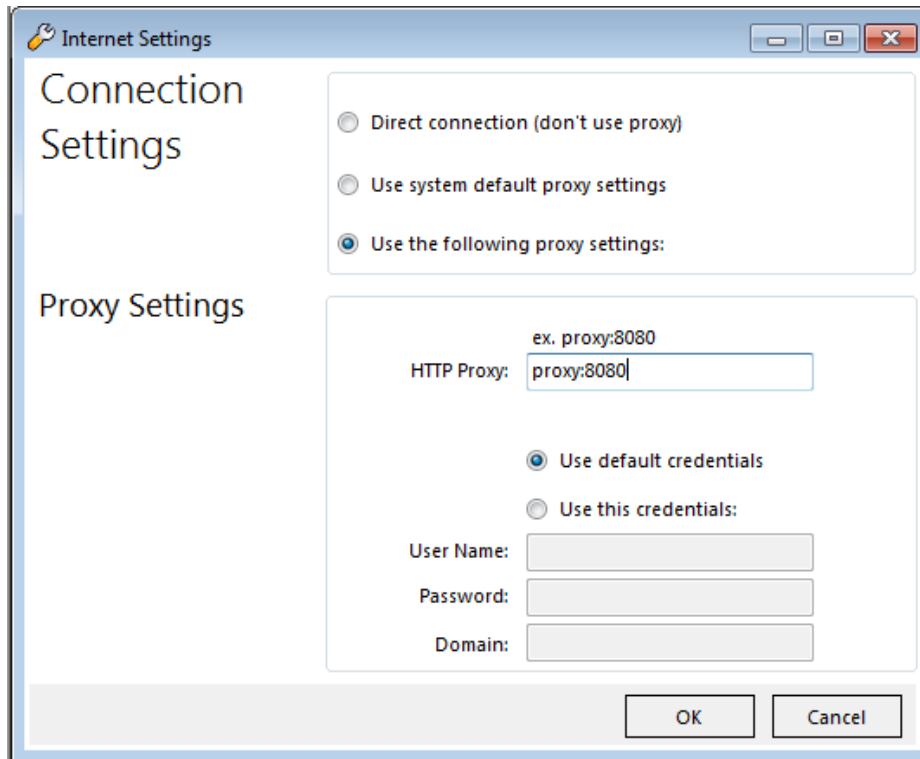 Internet Settings
Connection
Settings
Direct connection (don't use proxy)
Use system default proxy settings
Use the following proxy settings:
Proxy Settings
ex. proxy:8080
HTTP Proxy: proxy:8080
Use default credentials
Use this credentials:
User Name:
Password:
Domain:
OK Cancel